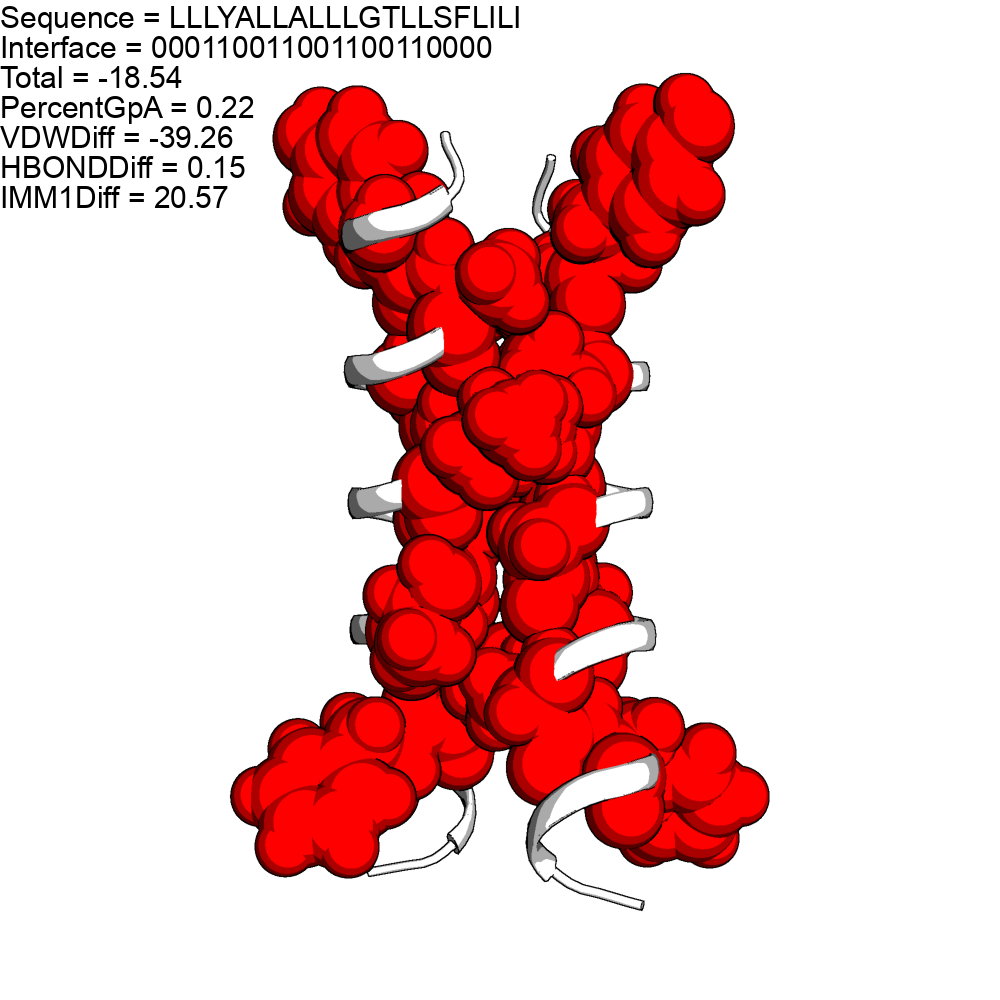 Sequence = LLLYALLALLLGTLLSFLILI
Interface = 000110011001100110000
Total = -18.54
PercentGpA = 0.22
VDWDiff = -39.26
HBONDDiff = 0.15
IMM1Diff = 20.57